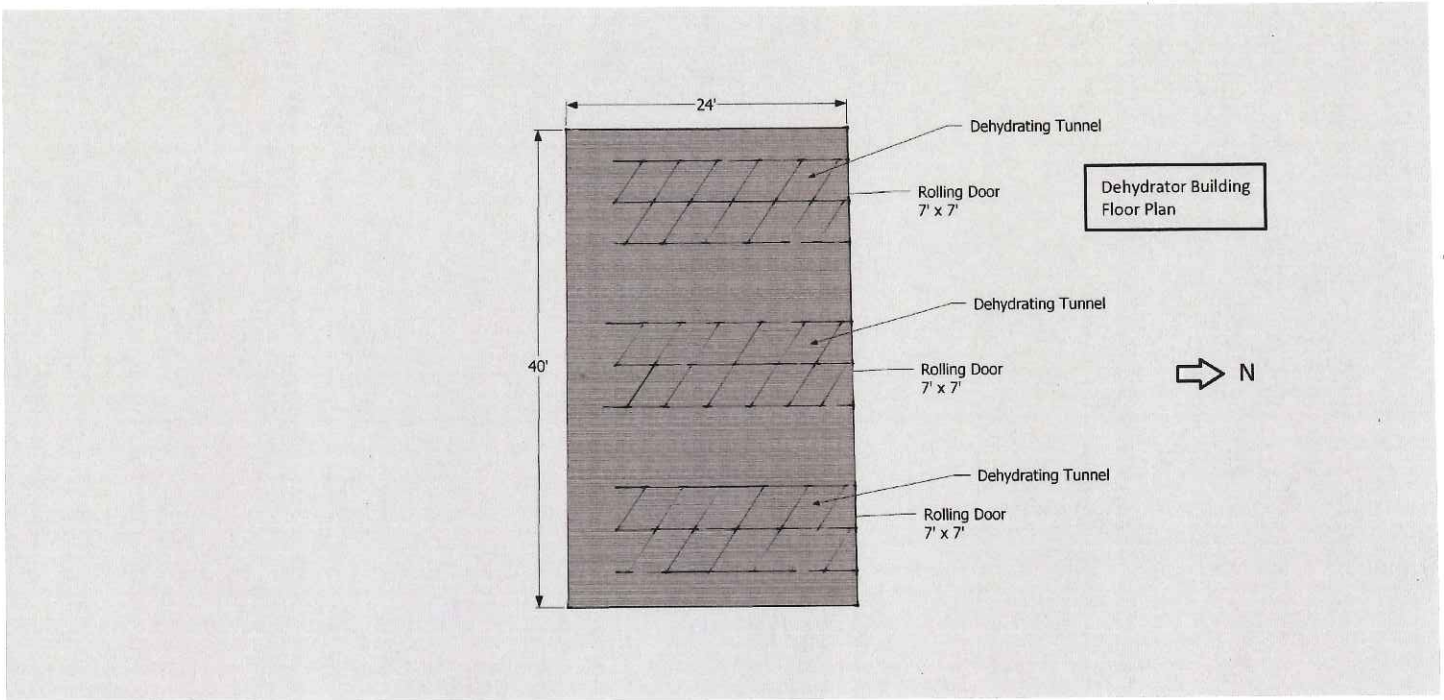 24'
Dehydrating Tunnel
Dehydrator Building
Floor Plan
Rolling Door
7' x 7'
Dehydrating Tunnel
40'
Rolling Door
7' x 7'
N
Dehydrating Tunnel
Rolling Door
7' x 7'